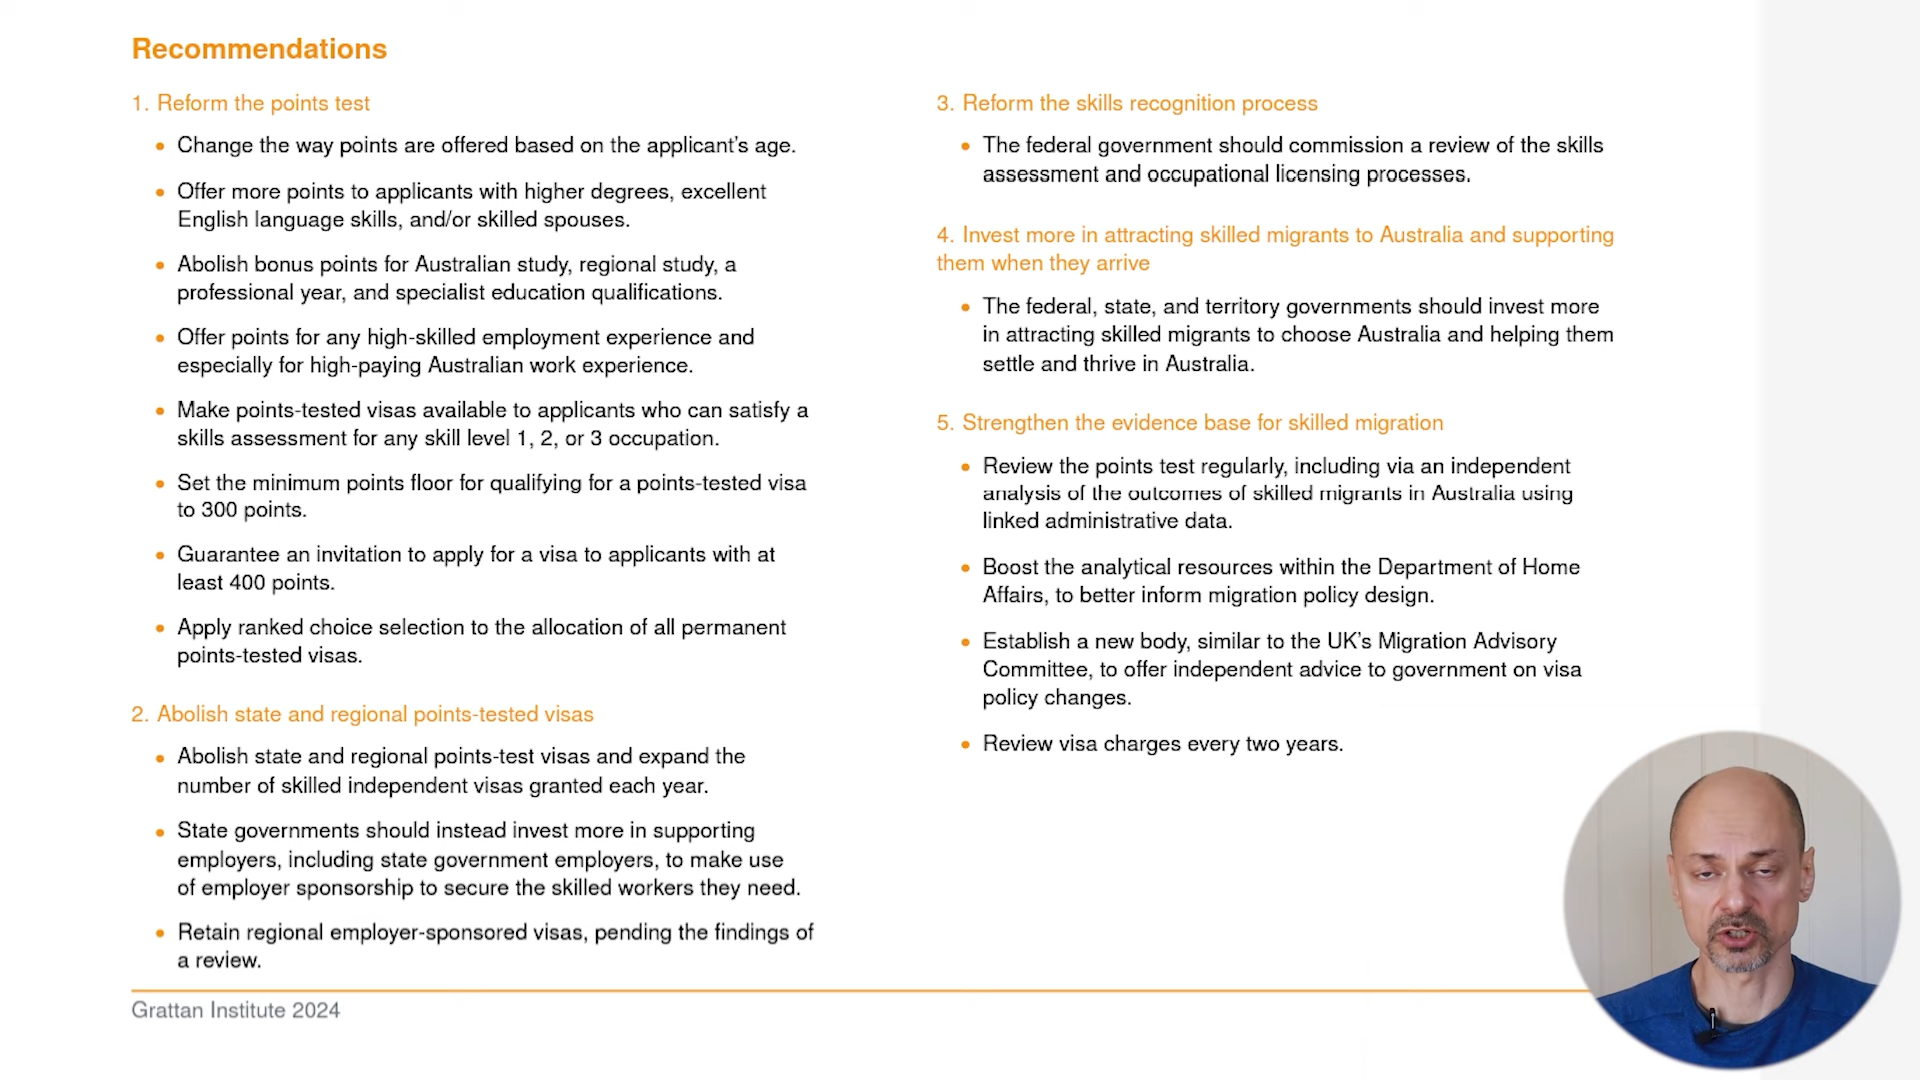 Recommendations
1. Reform the points test
• Change the way points are offered based on the applicant's age.
• Offer more points to applicants with higher degrees, excellent
English language skills, and/or skilled spouses.
• Abolish bonus points for Australian study, regional study, a
professional year, and specialist education qualifications.
• Offer points for any high-skilled employment experience and
especially for high-paying Australian work experience.
• Make points-tested visas available to applicants who can satisfy a
skills assessment for any skill level 1, 2, or 3 occupation.
• Set the minimum points floor for qualifying for a points-tested visa
to 300 points.
• Guarantee an invitation to apply for a visa to applicants with at
least 400 points.
• Apply ranked choice selection to the allocation of all permanent
points-tested visas.
2. Abolish state and regional points-tested visas
• Abolish state and regional points-test visas and expand the
number of skilled independent visas granted each year.
• State governments should instead invest more in supporting
employers, including state government employers, to make use
of employer sponsorship to secure the skilled workers they need.
• Retain regional employer-sponsored visas, pending the findings of
a review.
3. Reform the skills recognition process
• The federal government should commission a review of the skills
assessment and occupational licensing processes.
4. Invest more in attracting skilled migrants to Australia and supporting
them when they arrive
• The federal, state, and territory governments should invest more
in attracting skilled migrants to choose Australia and helping them
settle and thrive in Australia.
5. Strengthen the evidence base for skilled migration
• Review the points test regularly, including via an independent
analysis of the outcomes of skilled migrants in Australia using
linked administrative data.
• Boost the analytical resources within the Department of Home
Affairs, to better inform migration policy design.
• Establish a new body, similar to the UK's Migration Advisory
Committee, to offer independent advice to government on visa
policy changes.
• Review visa charges every two years.
Grattan Institute 2024